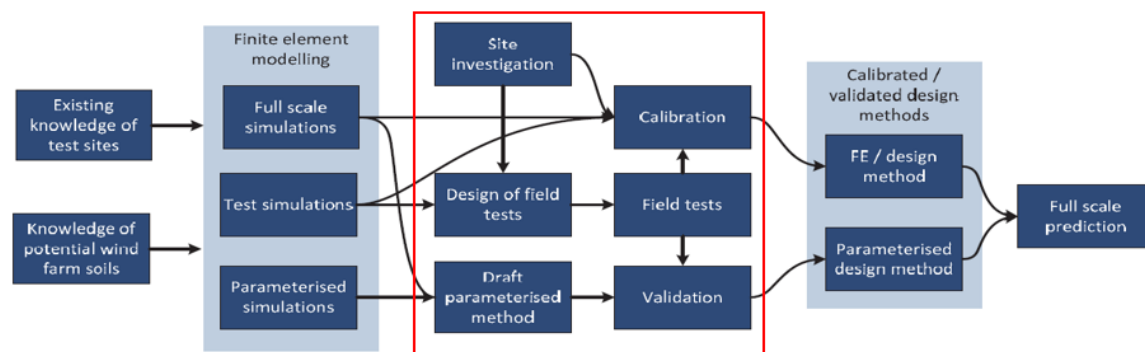 Existing
knowledge of
test sites
Knowledge of
potential wind
farm soils
Finite element
modelling
Full scale
simulations
Test simulations
Parameterised
simulations
Site
investigation
Design of field
tests
Draft
parameterised
method
Calibration
Field tests
Validation
Calibrated /
validated design
methods
FE / design
method
Parameterised
design method
Full scale
prediction